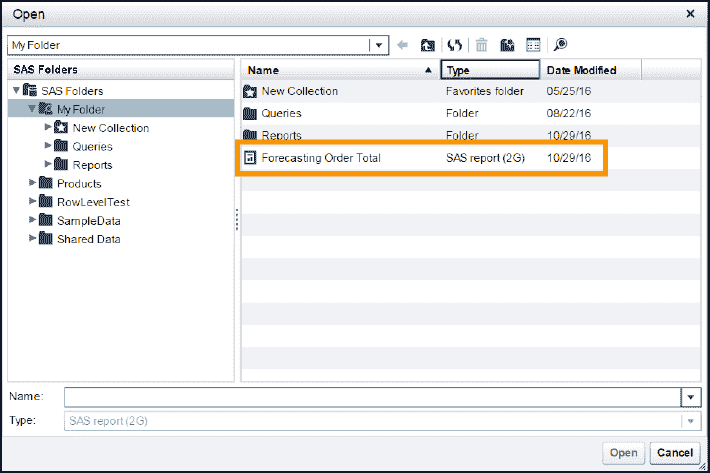 Open
My Folder
SAS Folders
SAS Folders
My Folder
New Collection
Queries
Reports
Products
RowLevelTest
SampleData
Shared Data
Name Type Date Modified
New Collection Favorites folder 05/25/16
Queries Folder 08/22/16
Reports Folder 10/29/16
Forecasting Order Total SAS report (2G) 10/29/16
Name:
Type: SAS report (2G)
Open Cancel